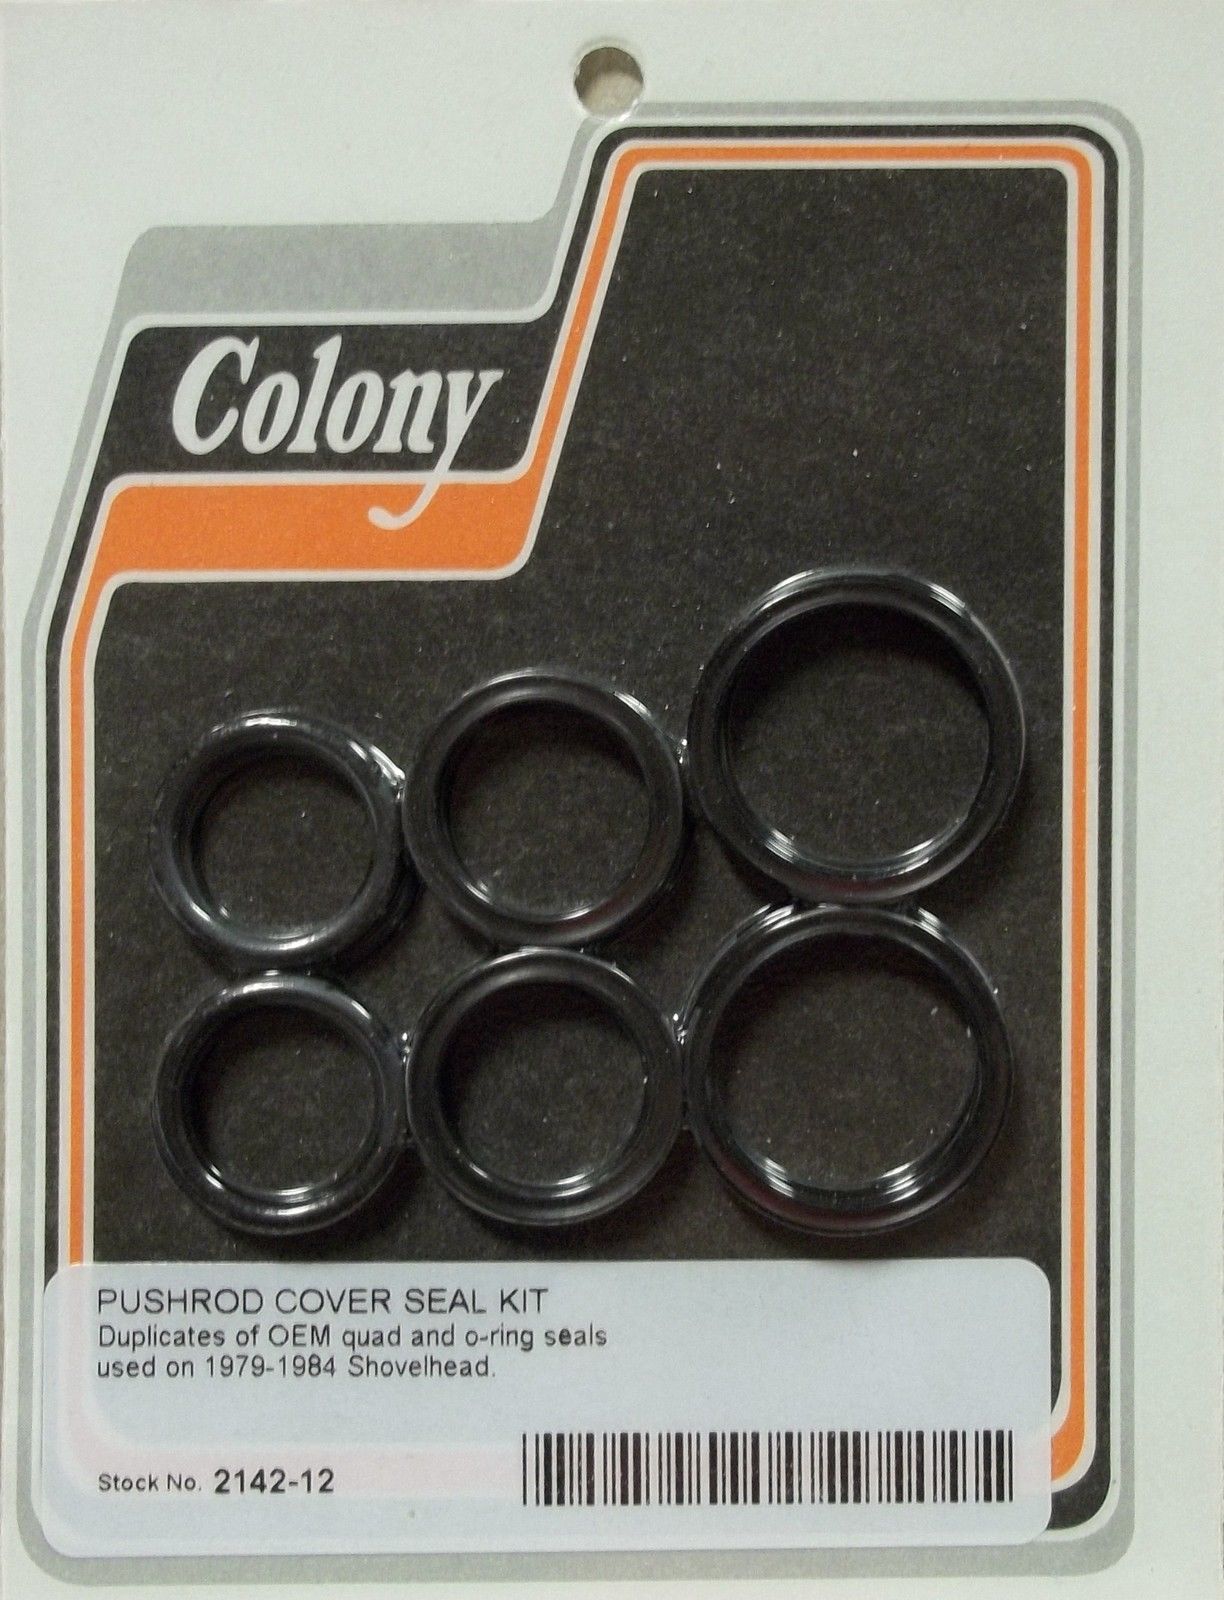 Colony
PUSHROD COVER SEAL KIT
Duplicates of OEM quad and o-ring seals
used on 1979-1984 Shovelhead.
Stock No. 2142-12